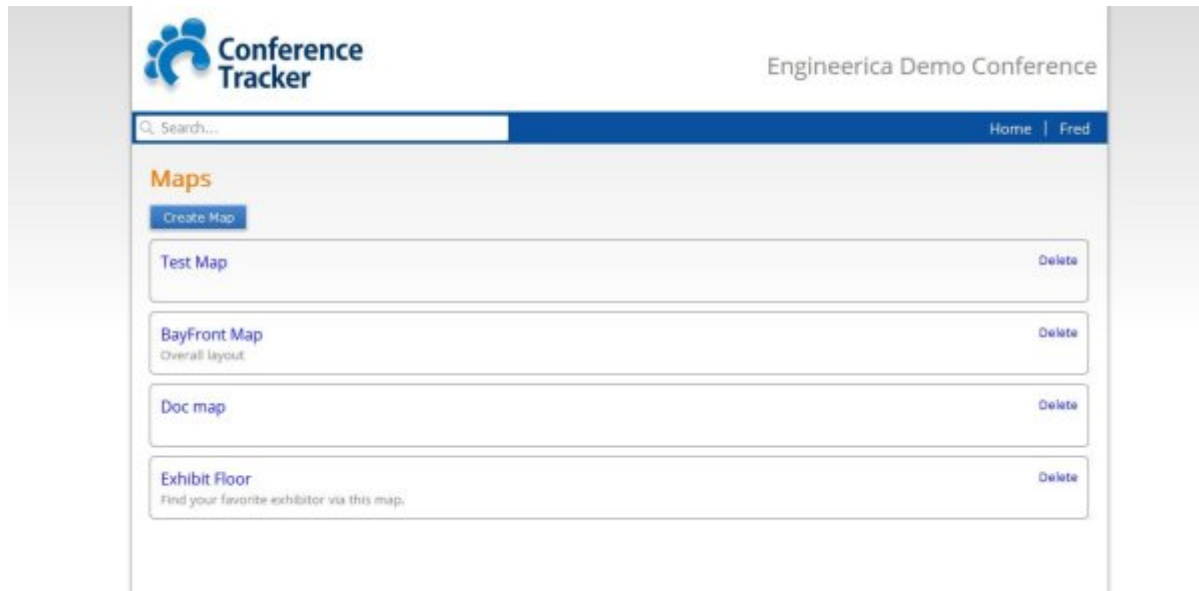 Conference
Tracker
Engineerica Demo Conference
Search...
Home | Fred
Maps
Create Map
Test Map
Delete
BayFront Map
Delete
Overall layout
Doc map
Delete
Exhibit Floor
Delete
Find your favorite exhibitor via this map.